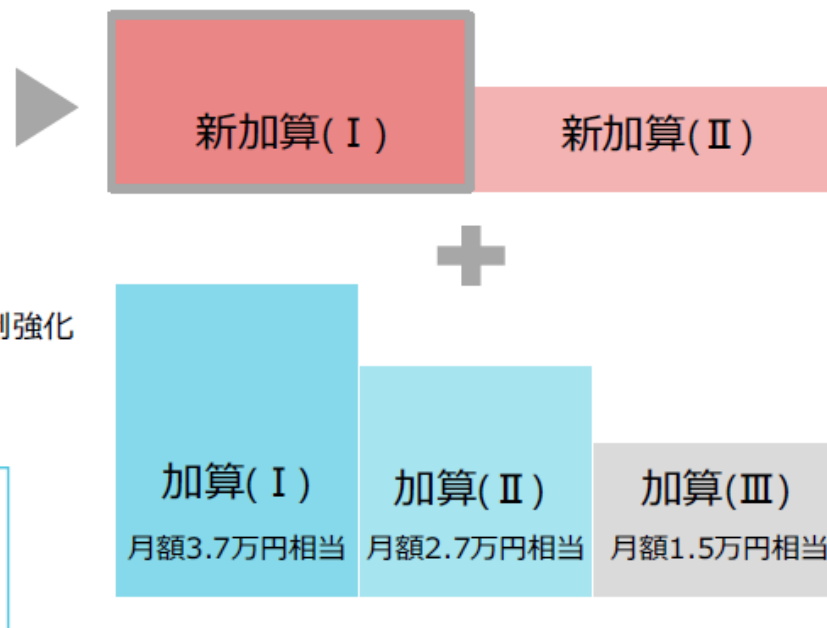 新加算(Ⅰ)
新加算(Ⅱ)
強化
加算(Ⅰ)
月額3.7万円相当
加算(Ⅱ)
月額2.7万円相当
加算(Ⅲ)
月額1.5万円相当